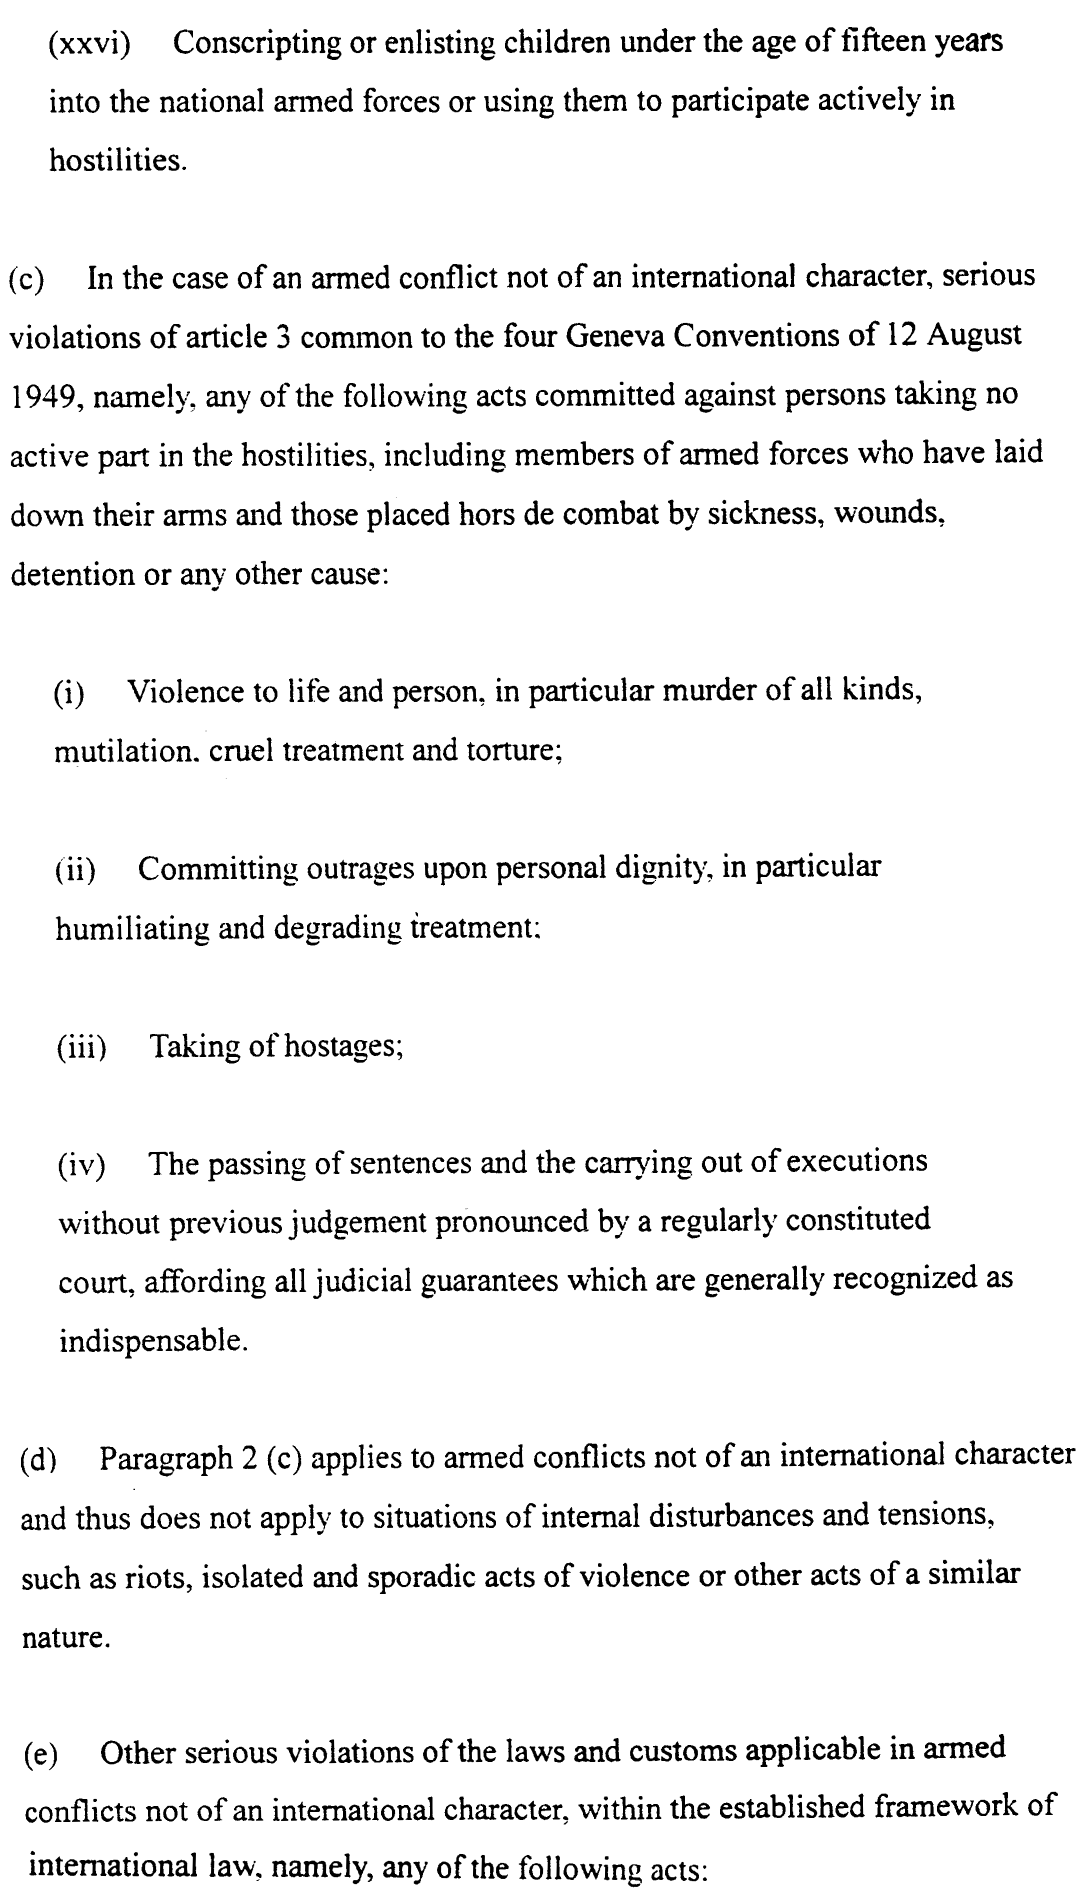 (xxvi) Conscripting or enlisting children under the age of fifteen years
into the national armed forces or using them to participate actively in
hostilities.
(c) In the case of an armed conflict not of an international character, serious
violations of article 3 common to the four Geneva Conventions of 12 August
1949, namely, any of the following acts committed against persons taking no
active part in the hostilities, including members of armed forces who have laid
down their arms and those placed hors de combat by sickness, wounds,
detention or any other cause:
(i) Violence to life and person, in particular murder of all kinds,
mutilation. cruel treatment and torture;
(ii) Committing outrages upon personal dignity, in particular
humiliating and degrading treatment;
(iii) Taking of hostages;
(iv) The passing of sentences and the carrying out of executions
without previous judgement pronounced by a regularly constituted
court, affording all judicial guarantees which are generally recognized as
indispensable.
(d) Paragraph 2 (c) applies to armed conflicts not of an international character
and thus does not apply to situations of internal disturbances and tensions,
such as riots, isolated and sporadic acts of violence or other acts of a similar
nature.
(e) Other serious violations of the laws and customs applicable in armed
conflicts not of an international character, within the established framework of
international law, namely, any of the following acts: